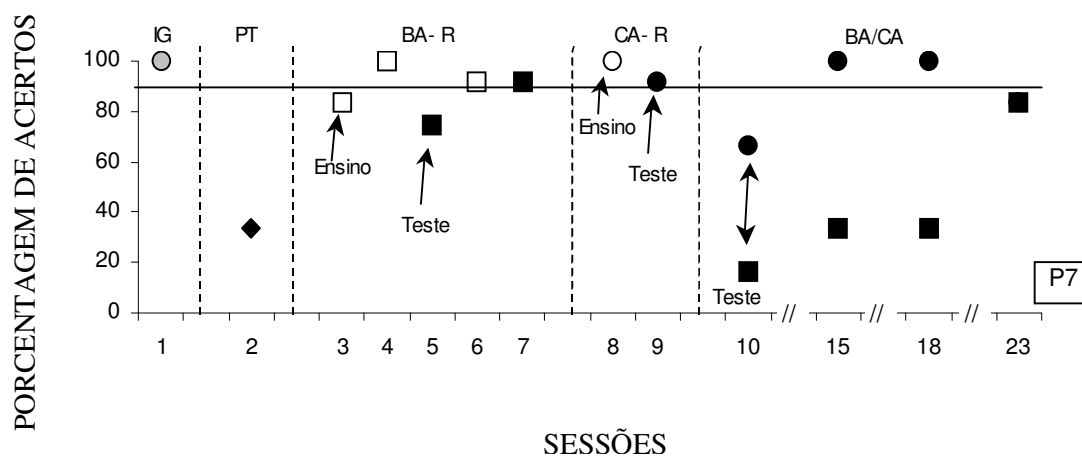 PORCENTAGEM DE ACERTOS
IG PT BA- R CA- R BA/CA
100
80
60
40
20
0
Ensino
Teste
Ensino
Teste
Teste
P7
1 2 3 4 5 6 7 8 9 10 // 15 // 18 // 23
SESSÕES